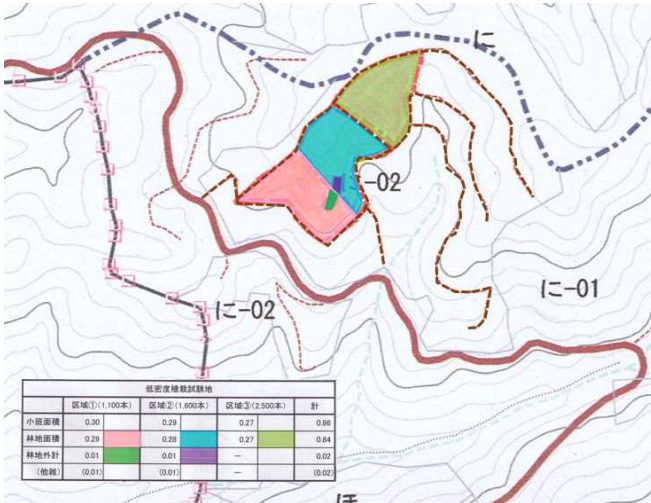 に
-02
に-01
に-02
低密度植栽試験地
区域①(1,100本) 区域②(1,600本) 区域③(2,500本) 計
小班面積 0.30 0.29 0.27 0.86
林地面積 0.29 0.28 0.27 0.84
林地外計 0.01 0.01 － 0.02
(他雑) (0.01) (0.01) － (0.02)